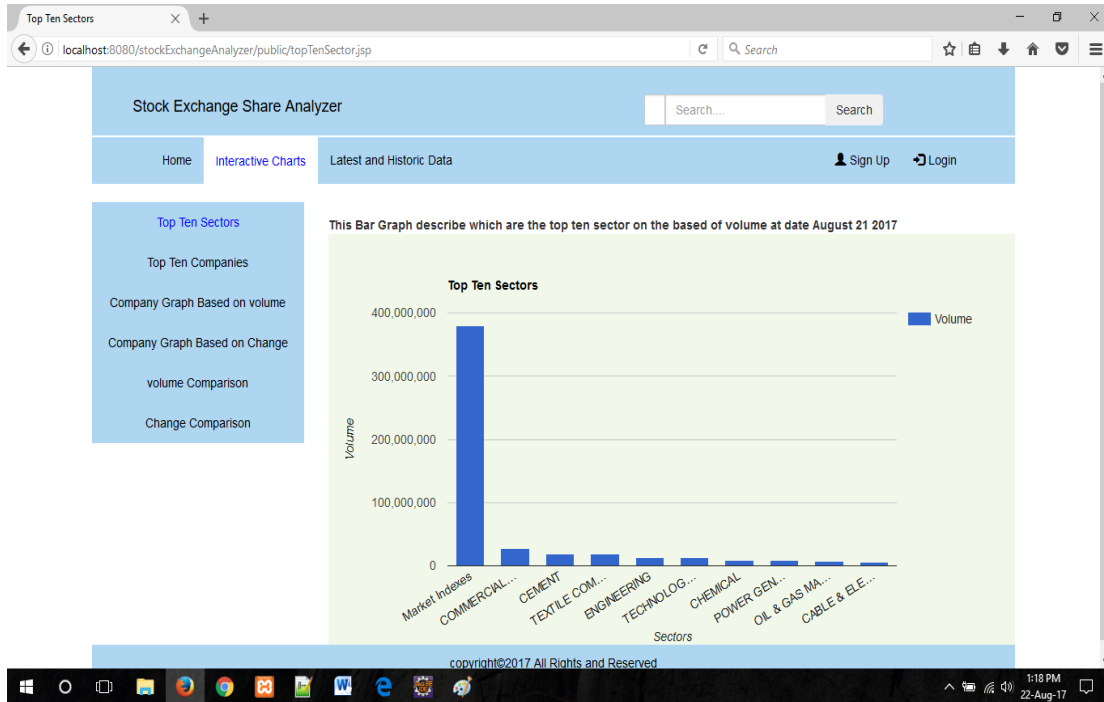 Top Ten Sectors
localhost:8080/stockExchangeAnalyzer/public/topTenSector.jsp
Search
Stock Exchange Share Analyzer
Search....
Search
Home
Interactive Charts
Latest and Historic Data
Sign Up
Login
Top Ten Sectors
Top Ten Companies
Company Graph Based on volume
Company Graph Based on Change
volume Comparison
Change Comparison
This Bar Graph describe which are the top ten sector on the based of volume at date August 21 2017
Top Ten Sectors
400,000,000
300,000,000
200,000,000
100,000,000
0
Volume
Volume
Market Indexes
COMMERCIAL...
CEMENT
TEXTILE COM...
ENGINEERING
TECHNOLOG...
CHEMICAL
POWER GEN...
OIL & GAS MA...
CABLE & ELE...
Sectors
copyright©2017 All Rights and Reserved
1:18 PM
22-Aug-17